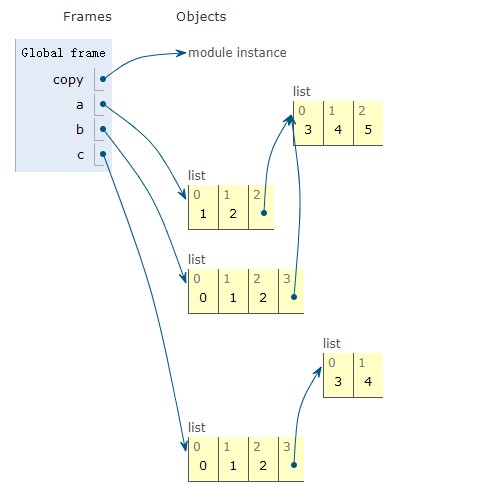 Frames Objects
Global frame
copy
module instance
a
b
c
list
0 1 2
3 4 5
list
0 1 2
1 2
list
0 1 2 3
0 1 2
list
0 1
3 4
list
0 1 2 3
0 1 2